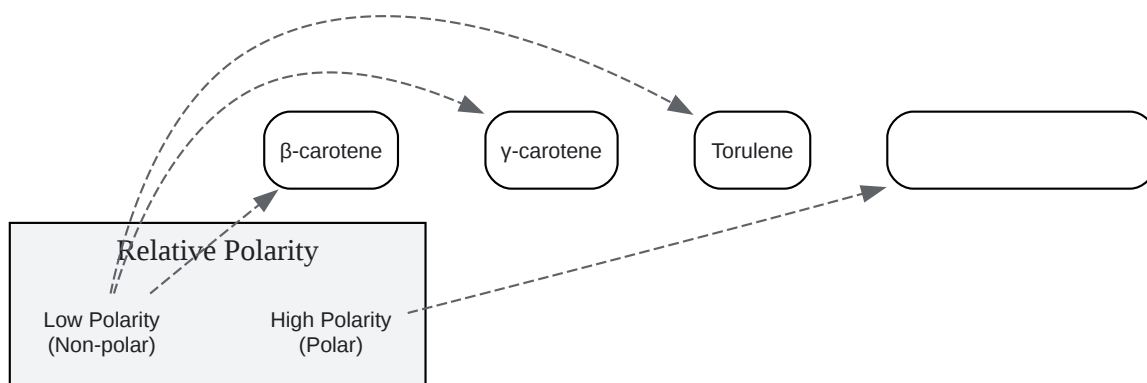 β-carotene
γ-carotene
Torulene
Relative Polarity
Low Polarity
(Non-polar)
High Polarity
(Polar)